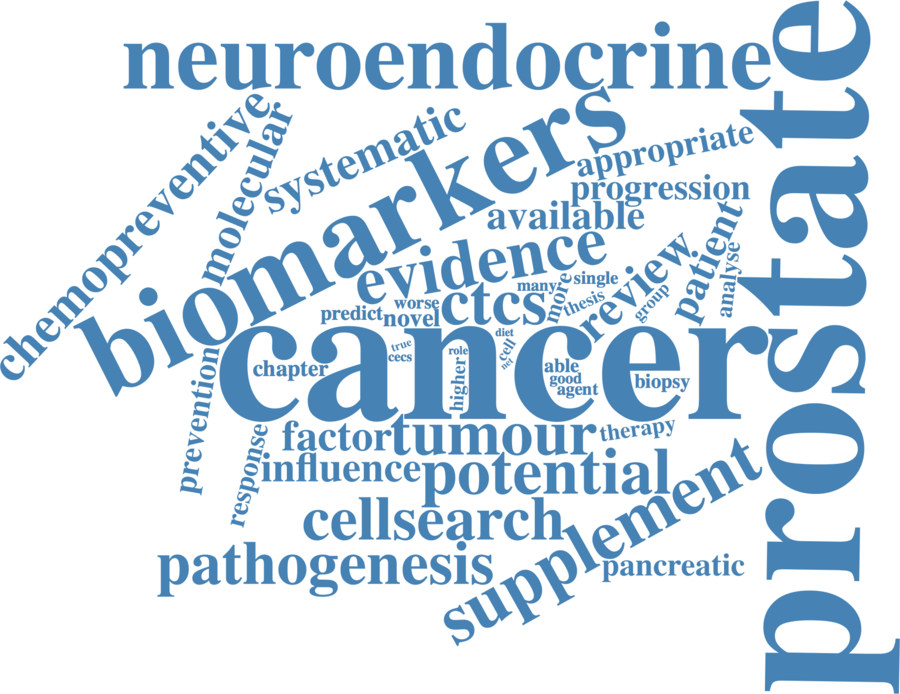 neuroendocrine
prostate
chemopreventive
molecular
systematic
biomarkers
appropriate
progression
available
evidence
patient
analyse
review
many
single
more
thesis
group
worse
ctcs
predict
novel
cancer
diet
cell
net
true
cecs
role
higher
chapter
able
good
agent
biopsy
prevention
response
factor
tumour
therapy
influence
potential
supplement
cellsearch
pathogenesis
pancreatic